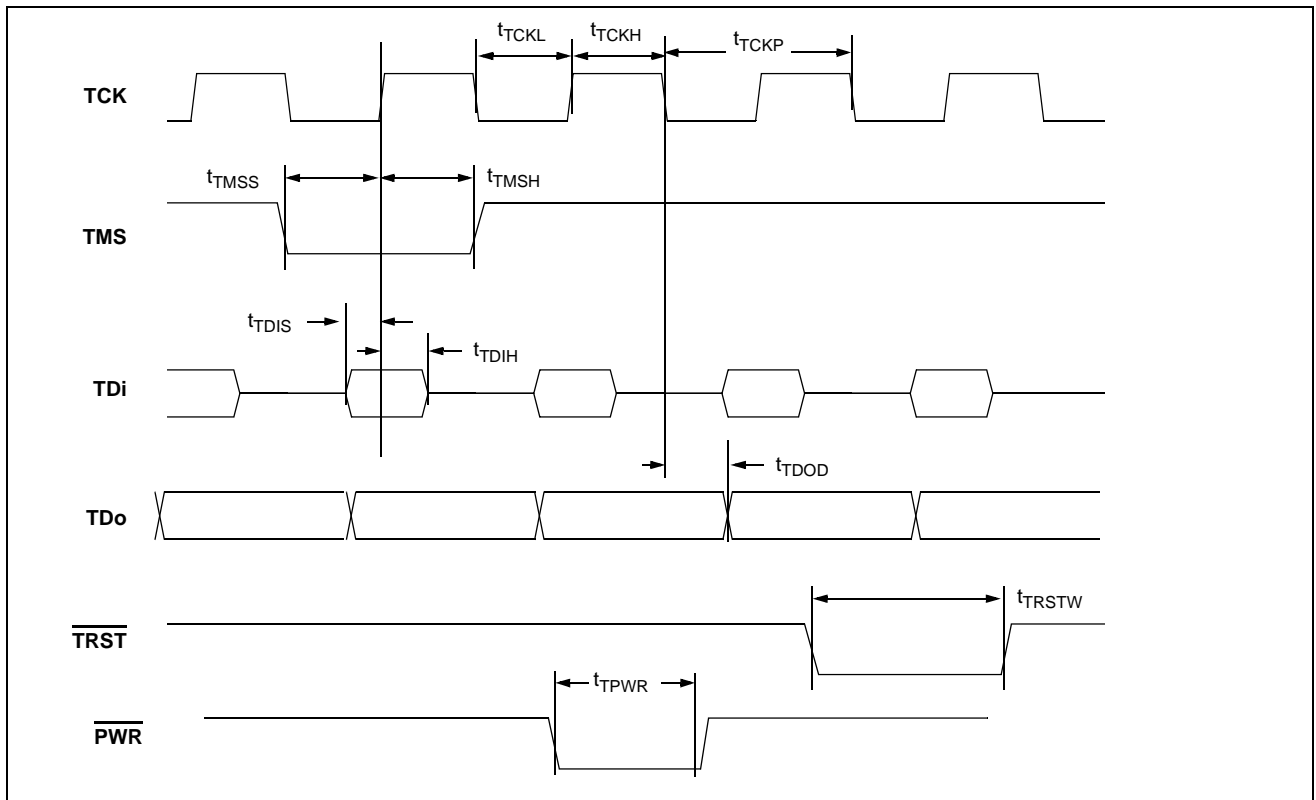 tTCKL tTCKH tTCKP
TCK
tTMSS tTMSH
TMS
tTDIS
tTDIH
TDi
tTDOD
TDo
tTRSTW
TRST
tTPWR
PWR